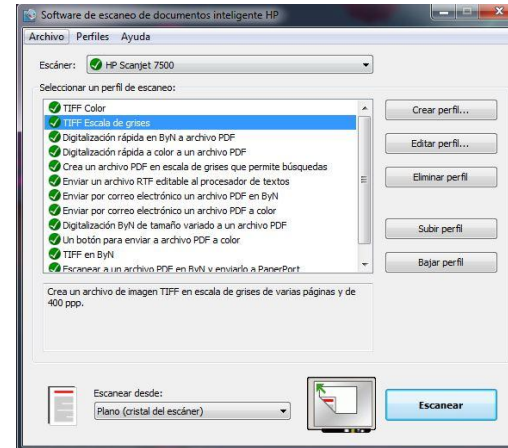 Software de escaneo de documentos inteligente HP
Archivo Perfiles Ayuda
Escáner: HP Scanjet 7500
Seleccionar un perfil de escaneo:
TIFF Color
TIFF Escala de grises
Digitalización rápida en ByN a archivo PDF
Digitalización rápida a color a un archivo PDF
Crea un archivo PDF en escala de grises que permite búsquedas
Enviar un archivo RTF editable al procesador de textos
Enviar por correo electrónico un archivo PDF en ByN
Enviar por correo electrónico un archivo PDF a color
Digitalización ByN de tamaño variado a un archivo PDF
Un botón para enviar a archivo PDF a color
TIFF en ByN
Escanear a un archivo PDF en ByN y enviarlo a PaperPort
Crear perfil...
Editar perfil...
Eliminar perfil
Subir perfil
Bajar perfil
Crea un archivo de imagen TIFF en escala de grises de varias páginas y de
400 ppp.
Escanear desde:
Plano (cristal del escáner)
Escanear